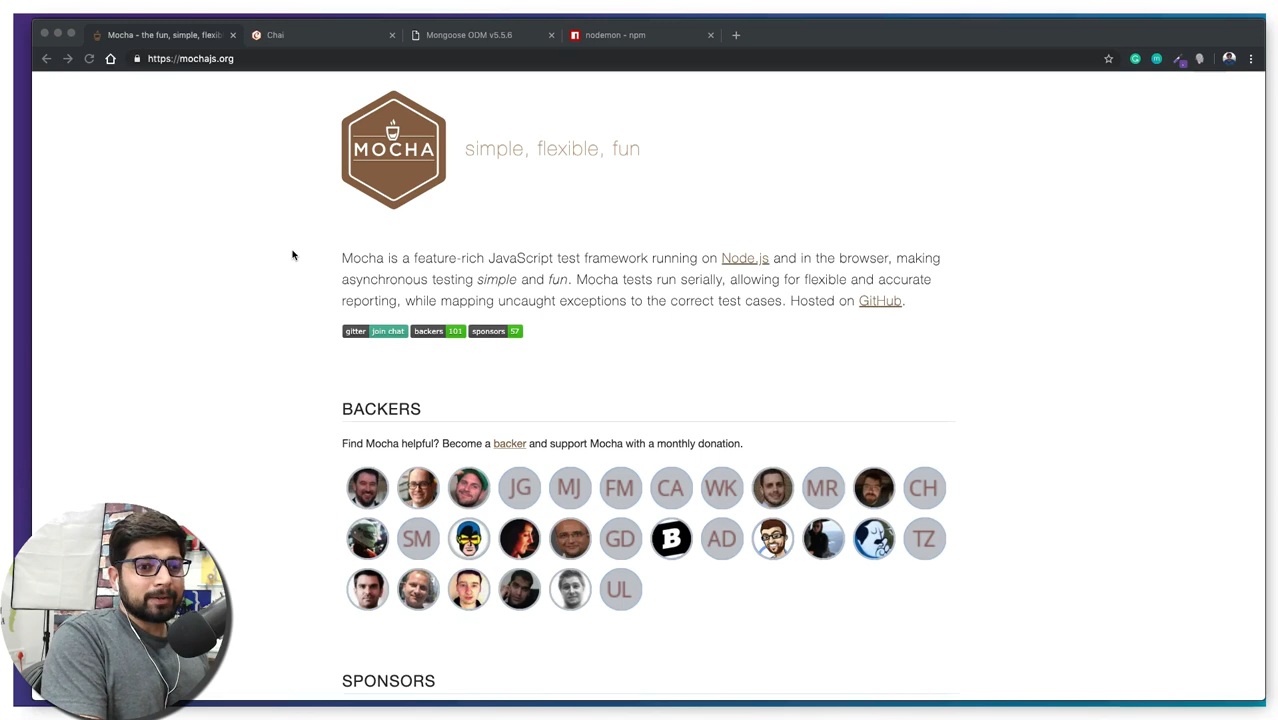 Mocha - the fun, simple, flexib
Chai
Mongoose ODM v5.5.6
nodemon - npm
https://mochajs.org
MOCHA
simple, flexible, fun
Mocha is a feature-rich JavaScript test framework running on Node.js and in the browser, making
asynchronous testing simple and fun. Mocha tests run serially, allowing for flexible and accurate
reporting, while mapping uncaught exceptions to the correct test cases. Hosted on GitHub.
gitter join chat backers 101 sponsors 57
BACKERS
Find Mocha helpful? Become a backer and support Mocha with a monthly donation.
JG MJ FM CA WK MR CH
SM GD B AD TZ
UL
SPONSORS